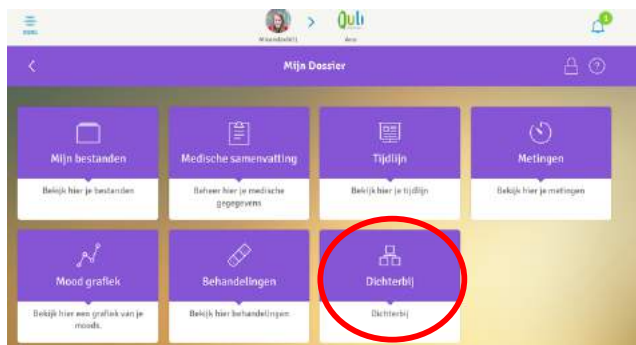 Quli
Mijn Dossier
Mijn bestanden
Bekijk hier je bestanden
Medische samenvatting
Beheer hier je medische
gegegevens
Tijdlijn
Bekijk hier je tijdlijn
Metingen
Bekijk hier je metingen
Mood grafiek
Bekijk hier een grafiek van je
moods.
Behandelingen
Bekijk hier behandelingen
Dichterbij
Dichterbij